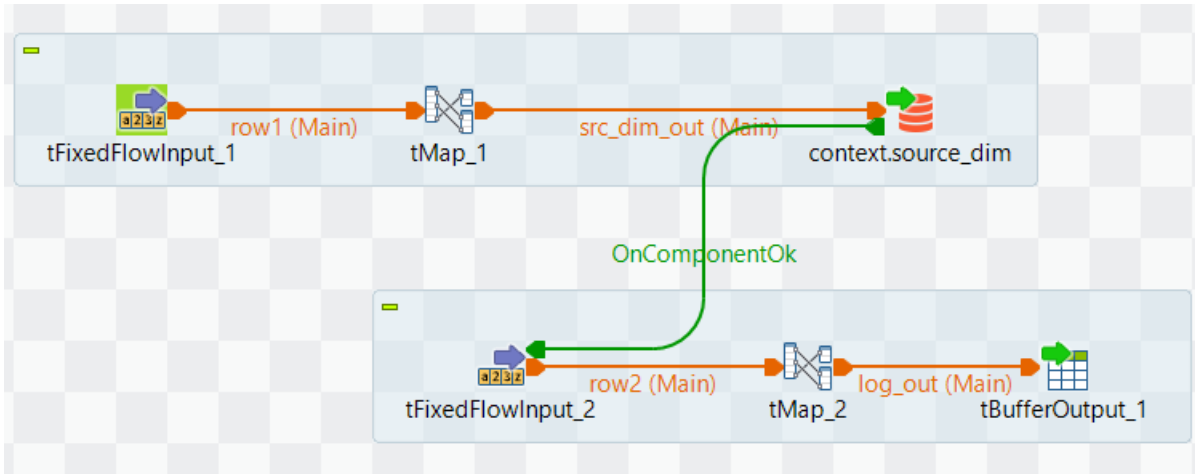 a23z
row1 (Main)
src_dim_out (Main)
tFixedFlowInput_1
tMap_1
context.source_dim
OnComponentOk
a23z
row2 (Main)
log_out (Main)
tFixedFlowInput_2
tMap_2
tBufferOutput_1